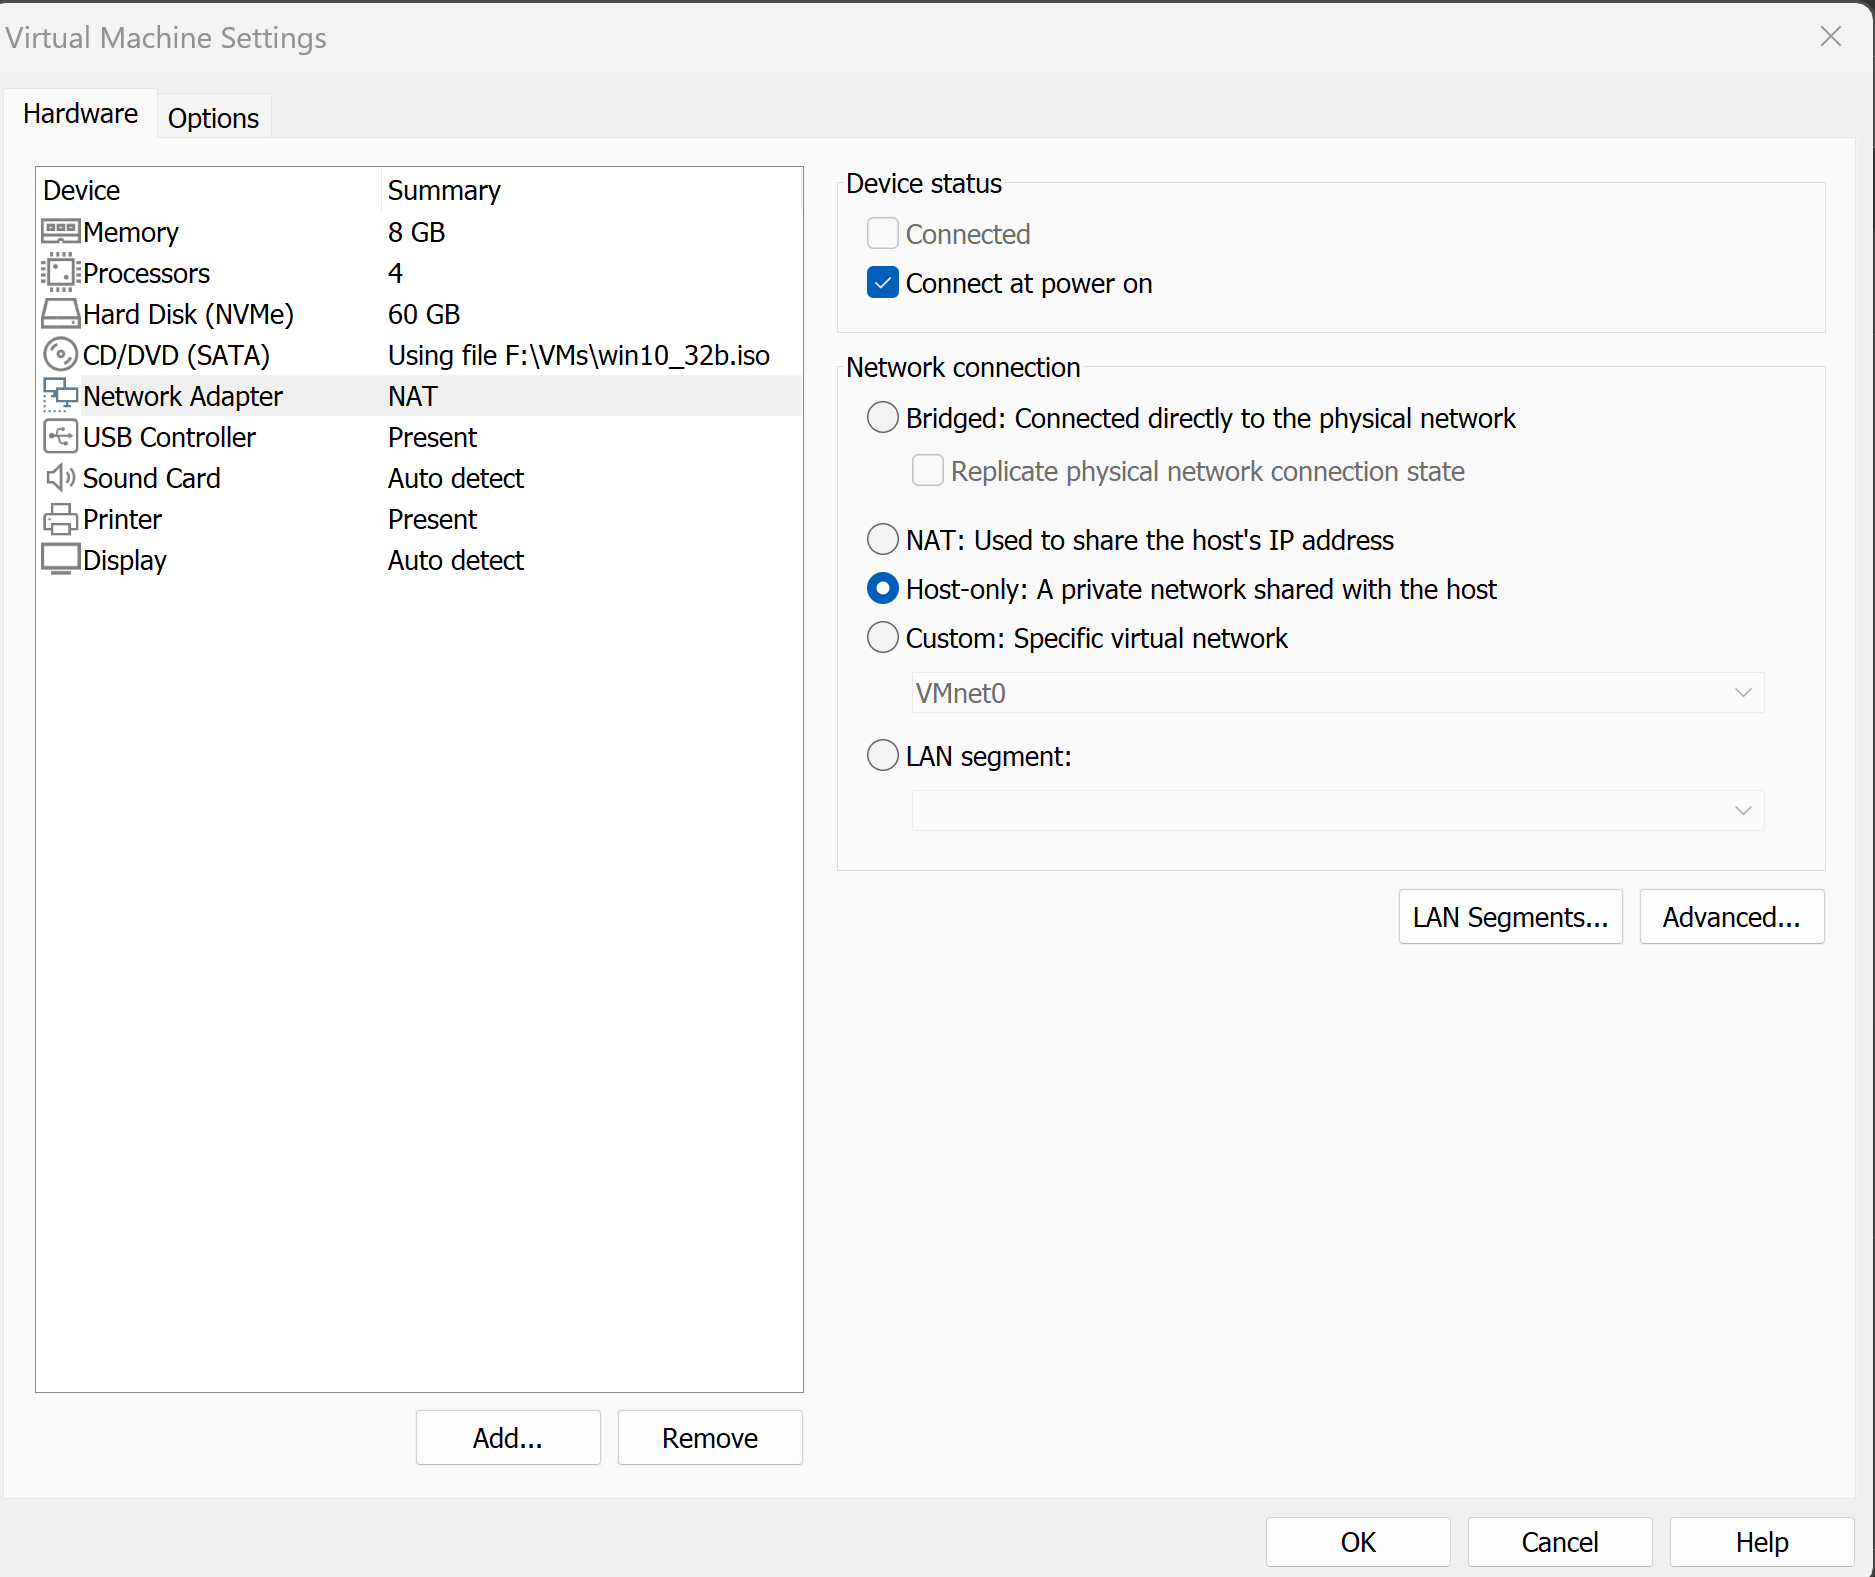 Virtual Machine Settings
Hardware
Options
Device Summary
Memory 8 GB
Processors 4
Hard Disk (NVMe) 60 GB
CD/DVD (SATA) Using file F:\VMs\win10_32b.iso
Network Adapter NAT
USB Controller Present
Sound Card Auto detect
Printer Present
Display Auto detect
Add...
Remove
Device status
Connected
Connect at power on
Network connection
Bridged: Connected directly to the physical network
Replicate physical network connection state
NAT: Used to share the host's IP address
Host-only: A private network shared with the host
Custom: Specific virtual network
VMnet0
LAN segment:
LAN Segments...
Advanced...
OK
Cancel
Help